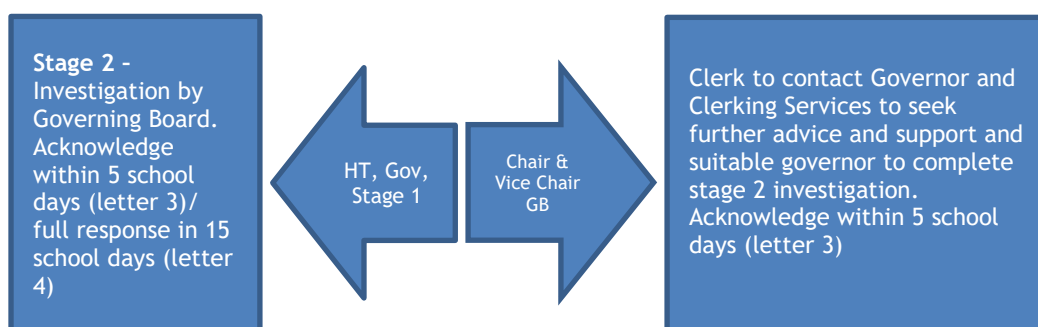 Stage 2 –
Investigation by
Governing Board.
Acknowledge
within 5 school
days (letter 3)/
full response in 15
school days (letter
4)
HT, Gov,
Stage 1
Chair &
Vice Chair
GB
Clerk to contact Governor and
Clerking Services to seek
further advice and support and
suitable governor to complete
stage 2 investigation.
Acknowledge within 5 school
days (letter 3)